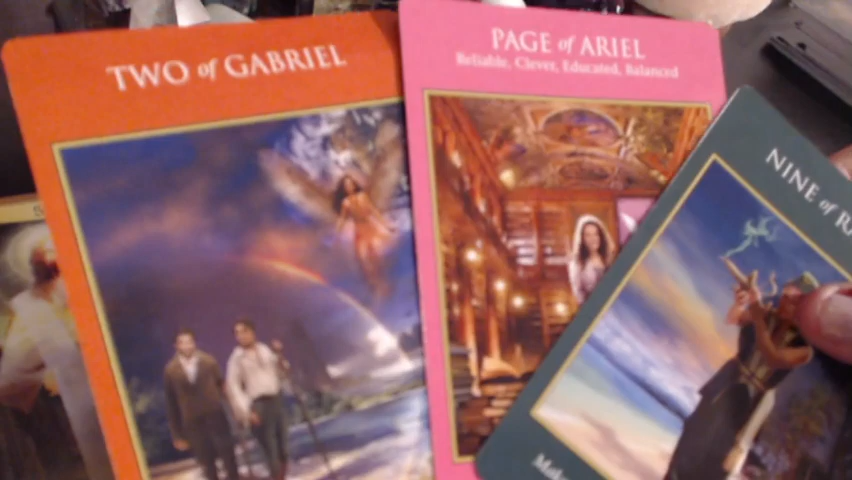 TWO of GABRIEL
PAGE of ARIEL
Reliable, Clever, Educated, Balanced
NINE of